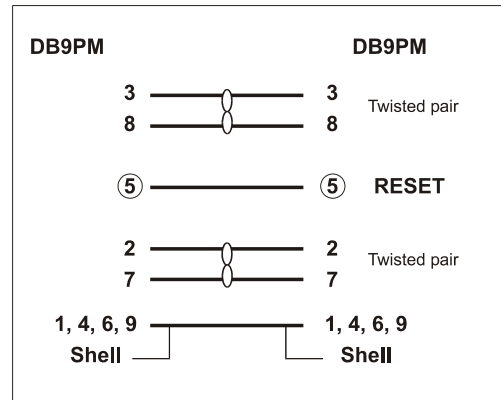 DB9PM DB9PM
3 3 Twisted pair
8 8
5 5 RESET
2 2 Twisted pair
7 7
1, 4, 6, 9 1, 4, 6, 9
Shell Shell